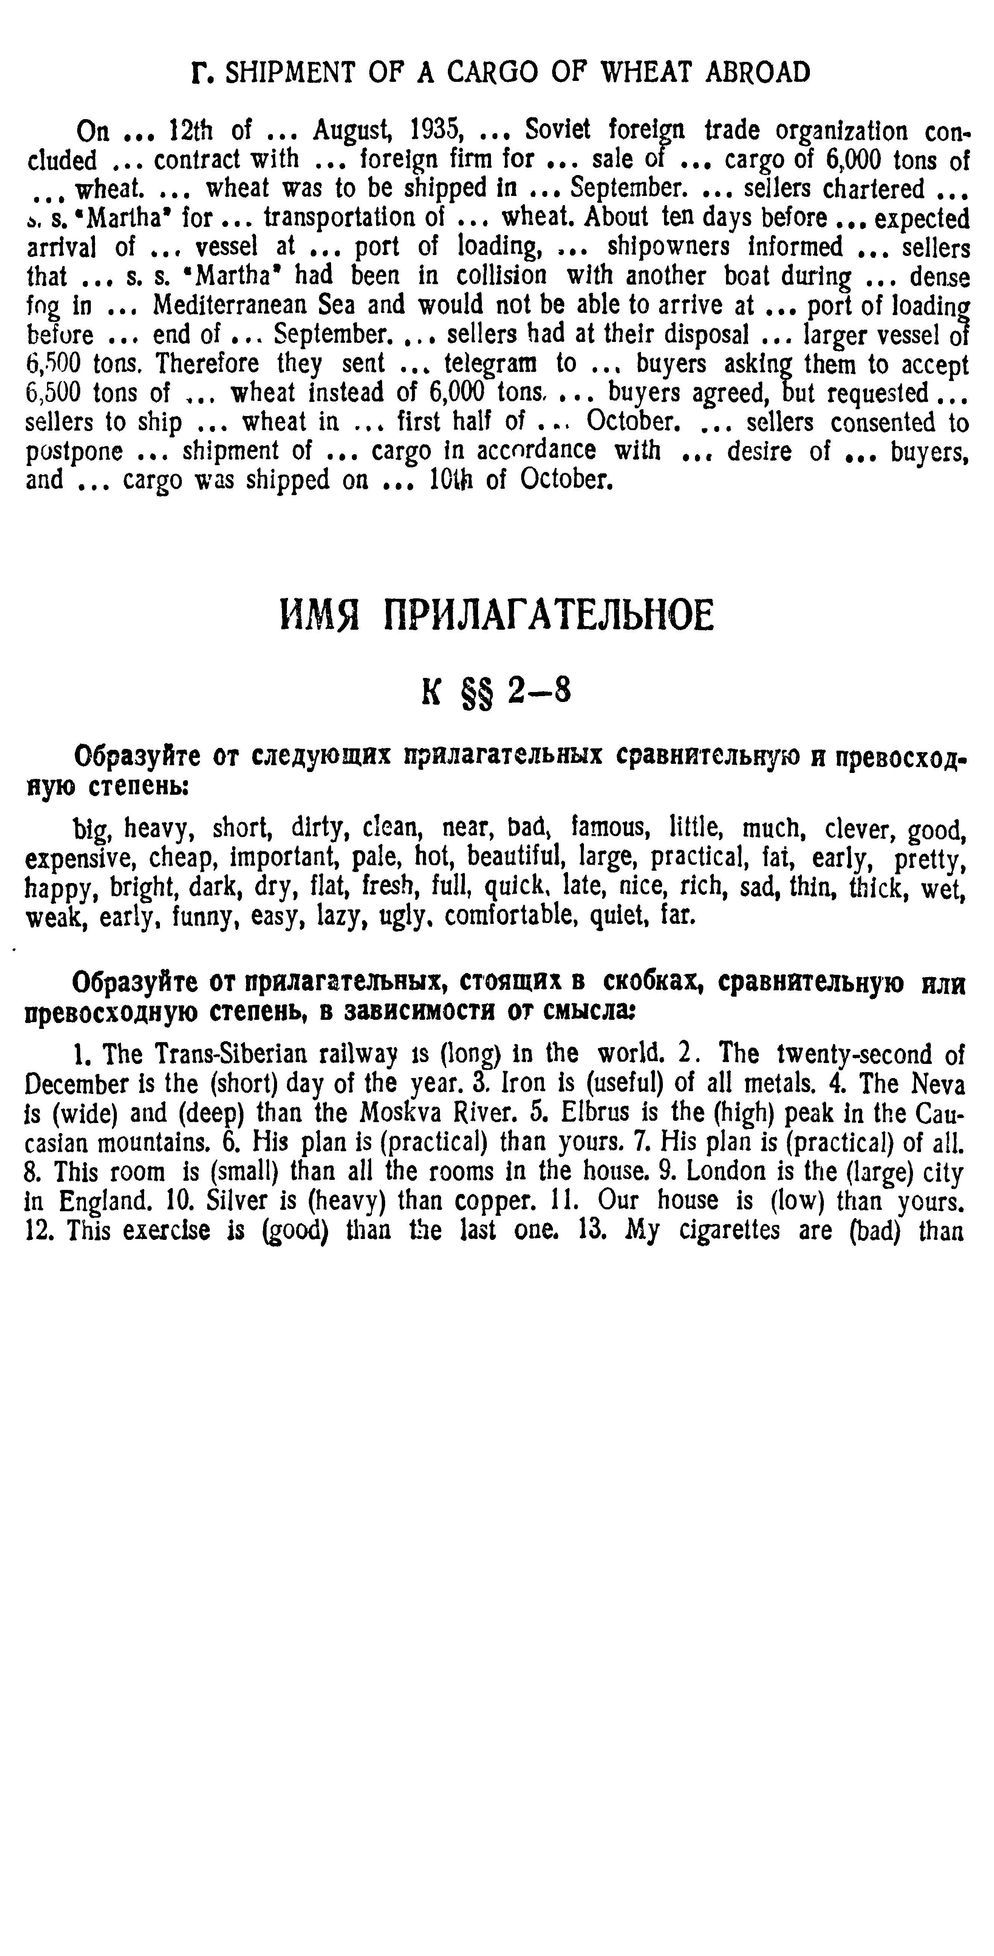 Г. SHIPMENT OF A CARGO OF WHEAT ABROAD
On ... 12th of ... August, 1935, ... Soviet foreign trade organization con-
cluded ... contract with ... foreign firm for ... sale of ... cargo of 6,000 tons of
... wheat. ... wheat was to be shipped in ... September. ... sellers chartered ...
s. s. "Martha" for ... transportation of ... wheat. About ten days before ... expected
arrival of ... vessel at ... port of loading, ... shipowners informed ... sellers
that ... s. s. "Martha" had been in collision with another boat during ... dense
fog in ... Mediterranean Sea and would not be able to arrive at ... port of loading
before ... end of ... September. ... sellers had at their disposal ... larger vessel of
6,500 tons. Therefore they sent ... telegram to ... buyers asking them to accept
6,500 tons of ... wheat instead of 6,000 tons. ... buyers agreed, but requested ...
sellers to ship ... wheat in ... first half of ... October. ... sellers consented to
postpone ... shipment of ... cargo in accordance with ... desire of ... buyers,
and ... cargo was shipped on ... 10th of October.
ИМЯ ПРИЛАГАТЕЛЬНОЕ
К §§ 2—8
Образуйте от следующих прилагательных сравнительную и превосход-
ную степень:
big, heavy, short, dirty, clean, near, bad, famous, little, much, clever, good,
expensive, cheap, important, pale, hot, beautiful, large, practical, fat, early, pretty,
happy, bright, dark, dry, flat, fresh, full, quick, late, nice, rich, sad, thin, thick, wet,
weak, early, funny, easy, lazy, ugly, comfortable, quiet, far.
Образуйте от прилагательных, стоящих в скобках, сравнительную или
превосходную степень, в зависимости от смысла:
1. The Trans-Siberian railway is (long) in the world. 2. The twenty-second of
December is the (short) day of the year. 3. Iron is (useful) of all metals. 4. The Neva
is (wide) and (deep) than the Moskva River. 5. Elbrus is the (high) peak in the Cau-
casian mountains. 6. His plan is (practical) than yours. 7. His plan is (practical) of all.
8. This room is (small) than all the rooms in the house. 9. London is the (large) city
in England. 10. Silver is (heavy) than copper. 11. Our house is (low) than yours.
12. This exercise is (good) than the last one. 13. My cigarettes are (bad) than